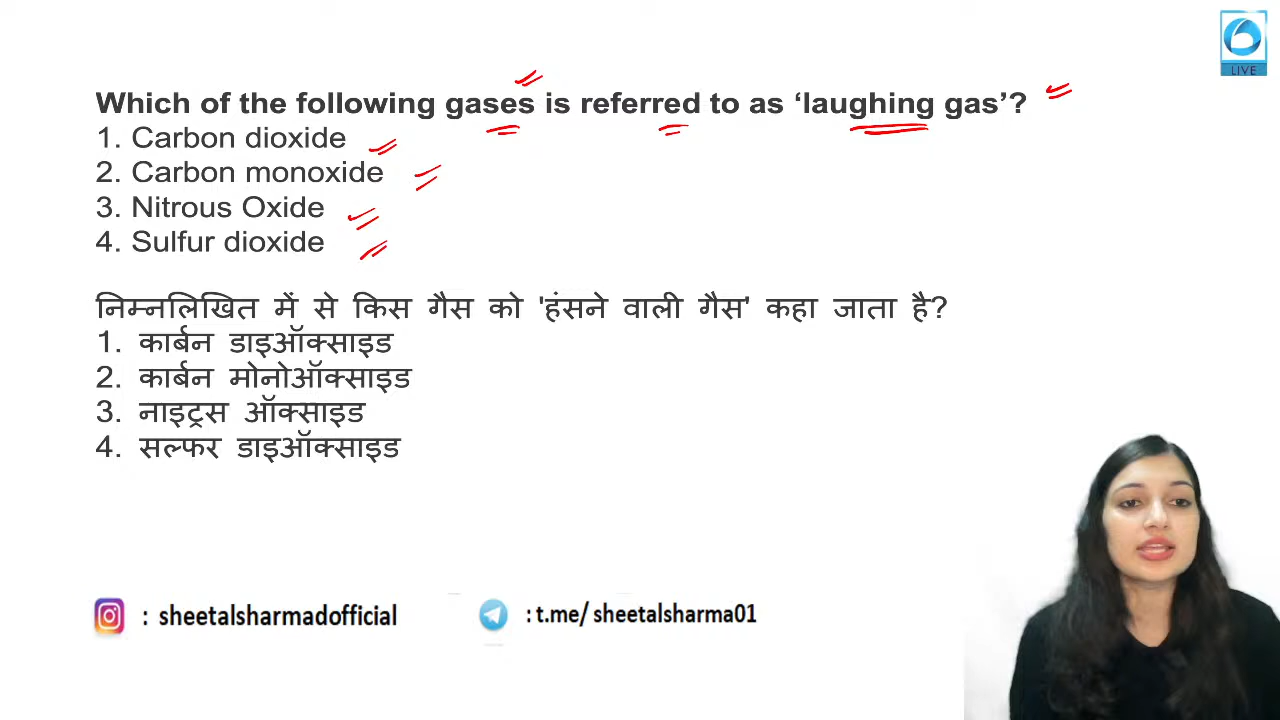 LIVE
Which of the following gases is referred to as ‘laughing gas’?
1. Carbon dioxide
2. Carbon monoxide
3. Nitrous Oxide
4. Sulfur dioxide
निम्नलिखित में से किस गैस को 'हंसने वाली गैस' कहा जाता है?
1. कार्बन डाइऑक्साइड
2. कार्बन मोनोऑक्साइड
3. नाइट्रस ऑक्साइड
4. सल्फर डाइऑक्साइड
: sheetalsharmadofficial
: t.me/ sheetalsharma01